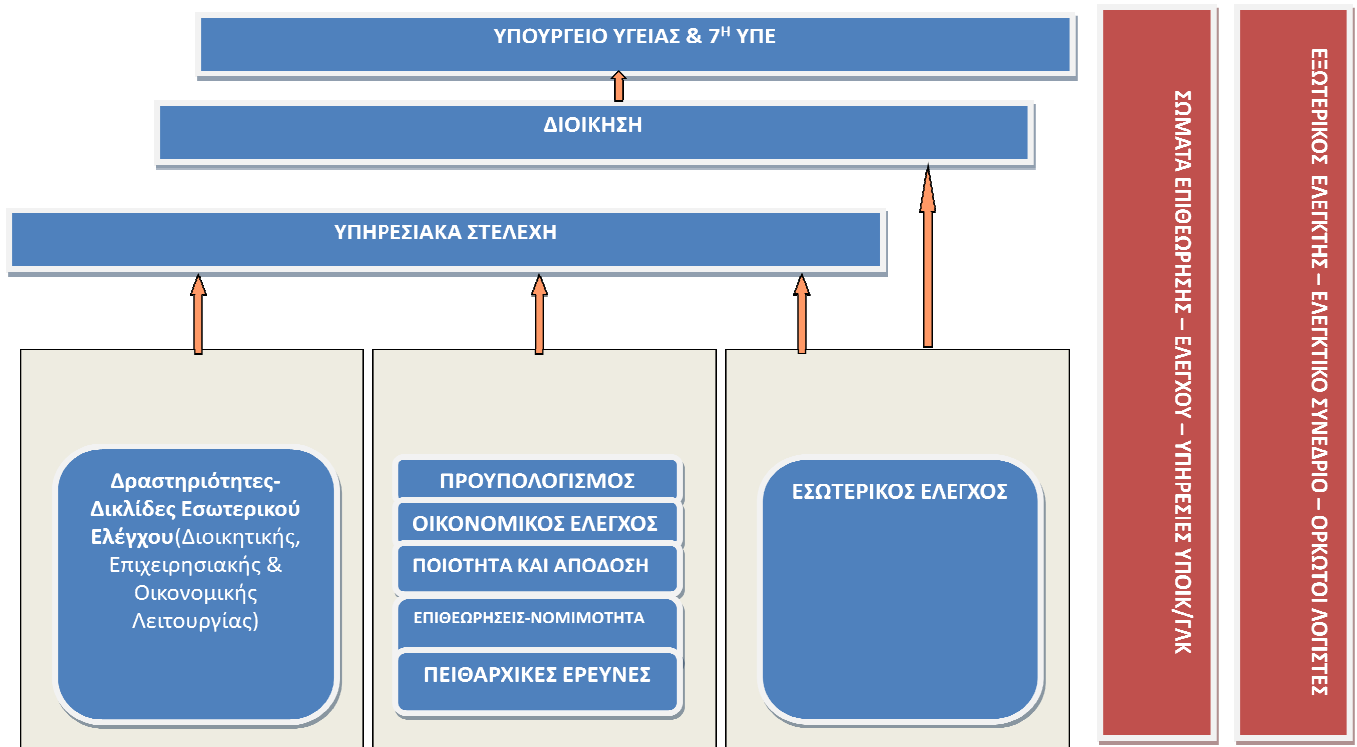 ΥΠΟΥΡΓΕΙΟ ΥΓΕΙΑΣ & 7Η ΥΠΕ
ΔΙΟΙΚΗΣΗ
ΥΠΗΡΕΣΙΑΚΑ ΣΤΕΛΕΧΗ
Δραστηριότητες-
Δικλίδες Εσωτερικού
Ελέγχου(Διοικητικής,
Επιχειρησιακής &
Οικονομικής
Λειτουργίας)
ΠΡΟΥΠΟΛΟΓΙΣΜΟΣ
ΟΙΚΟΝΟΜΙΚΟΣ ΕΛΕΓΧΟΣ
ΠΟΙΟΤΗΤΑ ΚΑΙ ΑΠΟΔΟΣΗ
ΕΠΙΘΕΩΡΗΣΕΙΣ-ΝΟΜΙΜΟΤΗΤΑ
ΠΕΙΘΑΡΧΙΚΕΣ ΕΡΕΥΝΕΣ
ΕΣΩΤΕΡΙΚΟΣ ΕΛΕΓΧΟΣ
ΣΩΜΑΤΑ ΕΠΙΘΕΩΡΗΣΗΣ – ΕΛΕΓΧΟΥ – ΥΠΗΡΕΣΙΕΣ ΥΠΟΙΚ/ΓΛΚ
ΕΞΩΤΕΡΙΚΟΣ ΕΛΕΓΚΤΗΣ – ΕΛΕΓΚΤΙΚΟ ΣΥΝΕΔΡΙΟ – ΟΡΚΩΤΟΙ ΛΟΓΙΣΤΕΣ